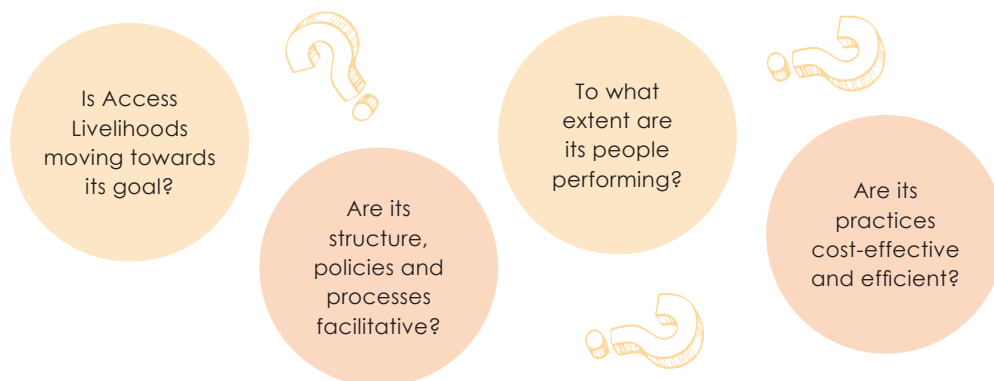 Is Access
Livelihoods
moving towards
its goal?
Are its
structure,
policies and
processes
facilitative?
To what
extent are
its people
performing?
Are its
practices
cost-effective
and efficient?